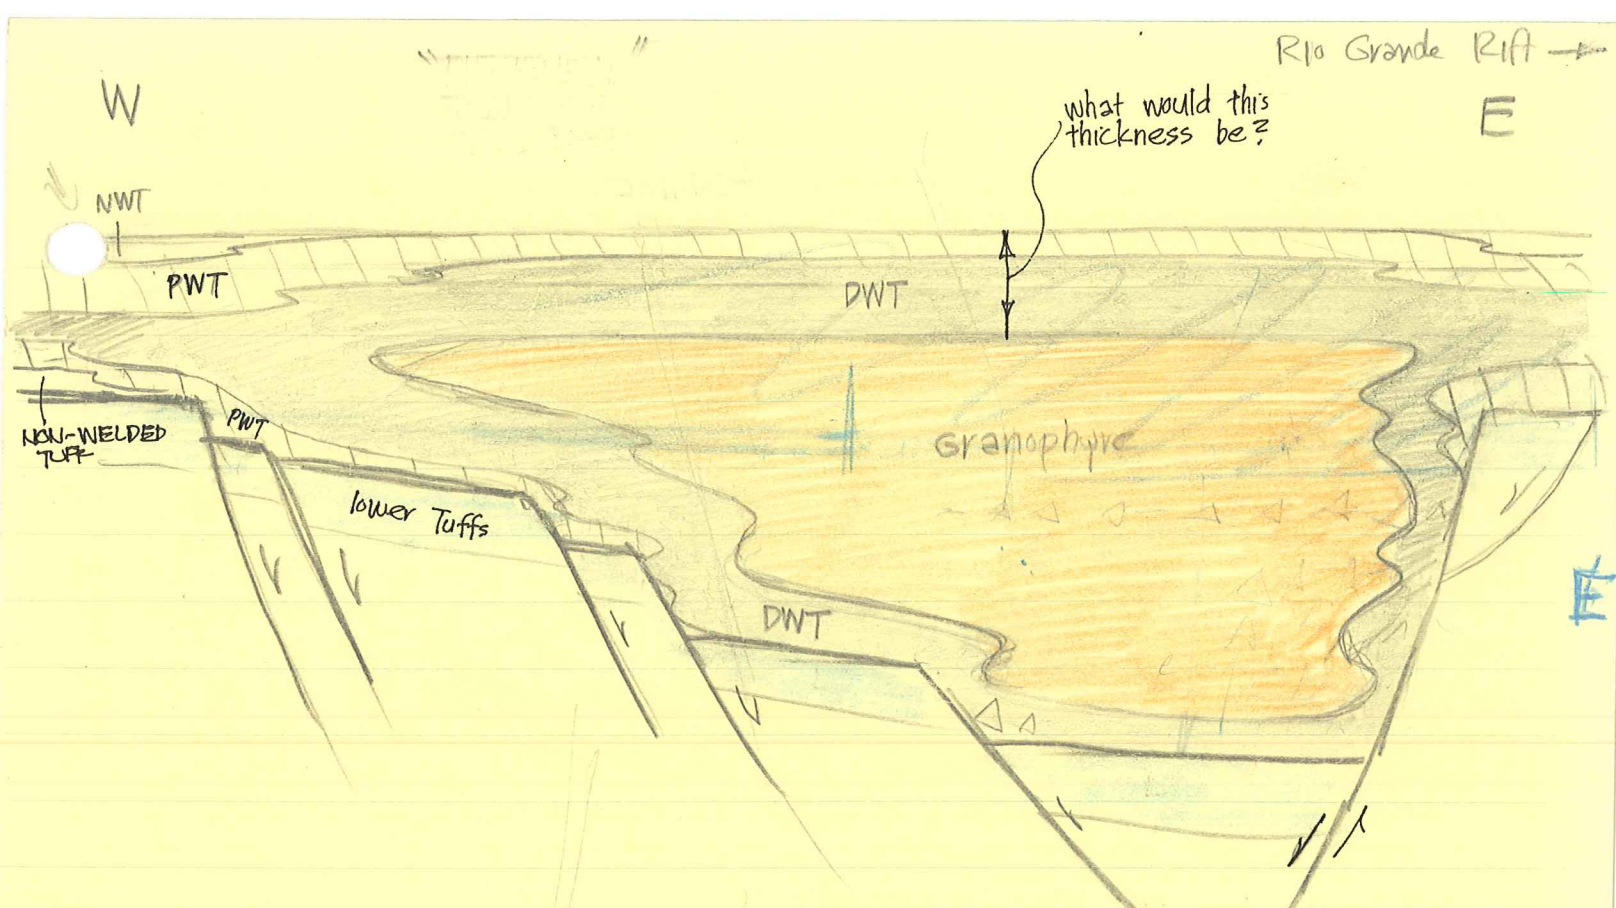 Rio Grande Rift
W
E
what would this
thickness be?
NWT
PWT
DWT
NON-WELDED
TUFF
PWT
Granophyre
lower Tuffs
DWT
E